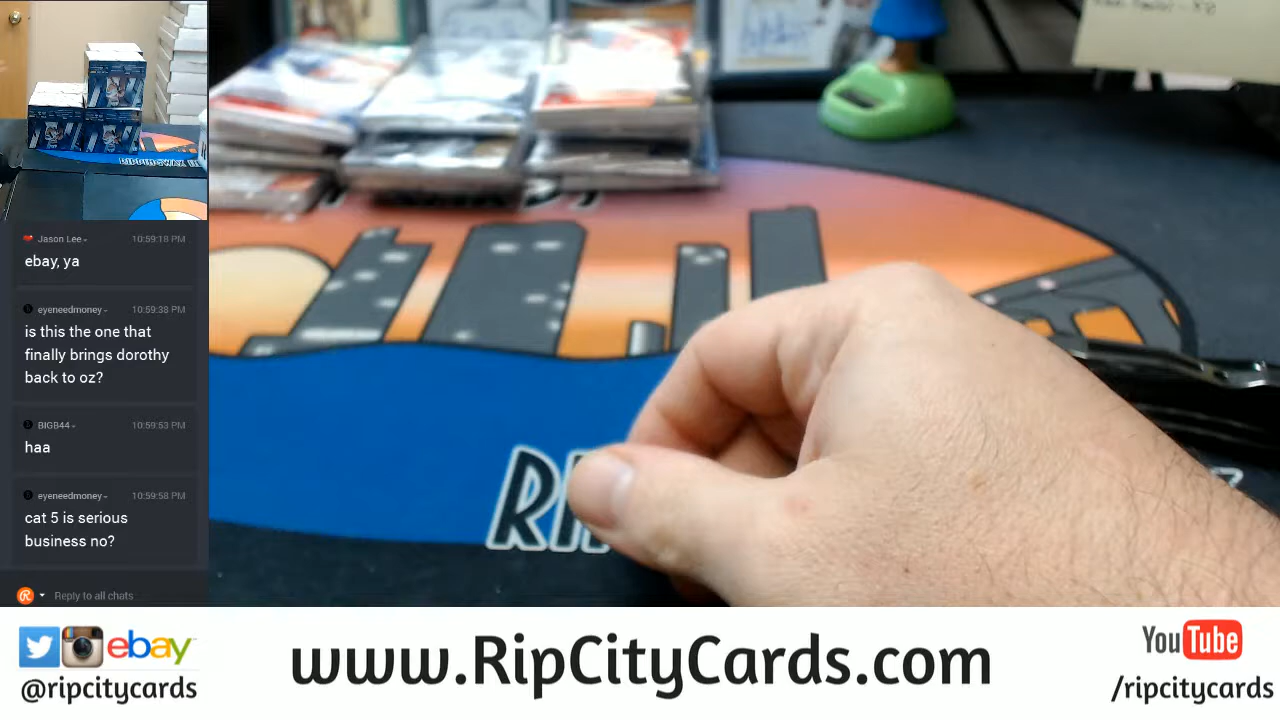 Jason Lee 10:59:18 PM
ebay, ya
eyeneedmoney 10:59:38 PM
is this the one that
finally brings dorothy
back to oz?
BIGB44 10:59:53 PM
haa
eyeneedmoney 10:59:58 PM
cat 5 is serious
business no?
Reply to all chats
ebay
@ripcitycards
www.RipCityCards.com
YouTube
/ripcitycards